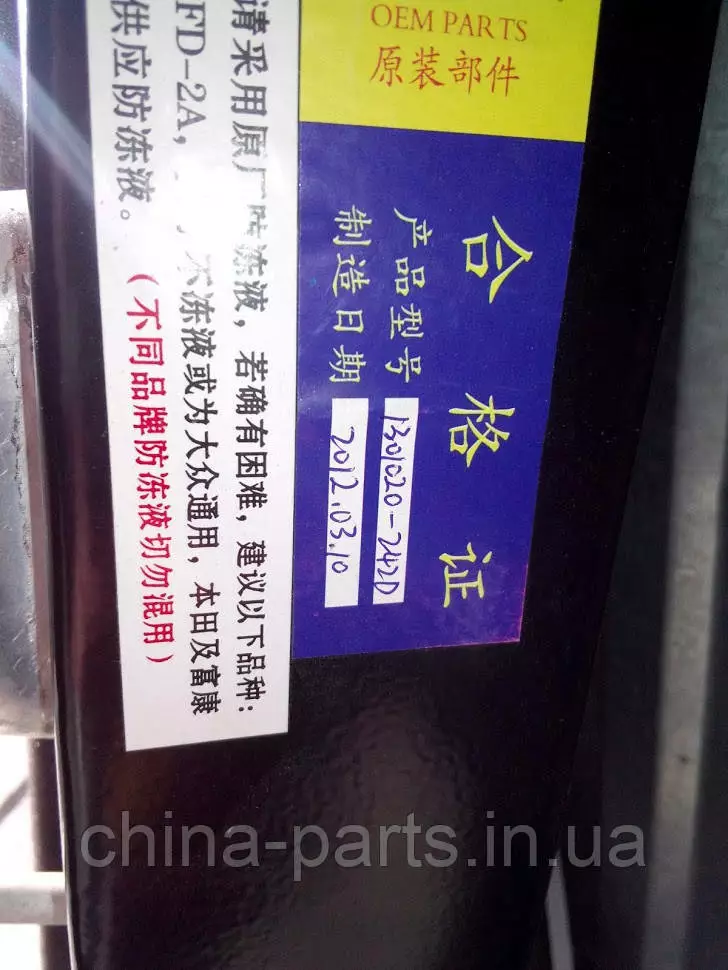 OEM PARTS
原装部件
合格证
产品型号 1301020-242D
制造日期 2012.03.10
请采用原厂防冻液，若确有困难，建议以下品种：
FD-2A， 冻液或为大众通用，本田及富康
供应防冻液。（不同品牌防冻液切勿混用）
china-parts.in.ua